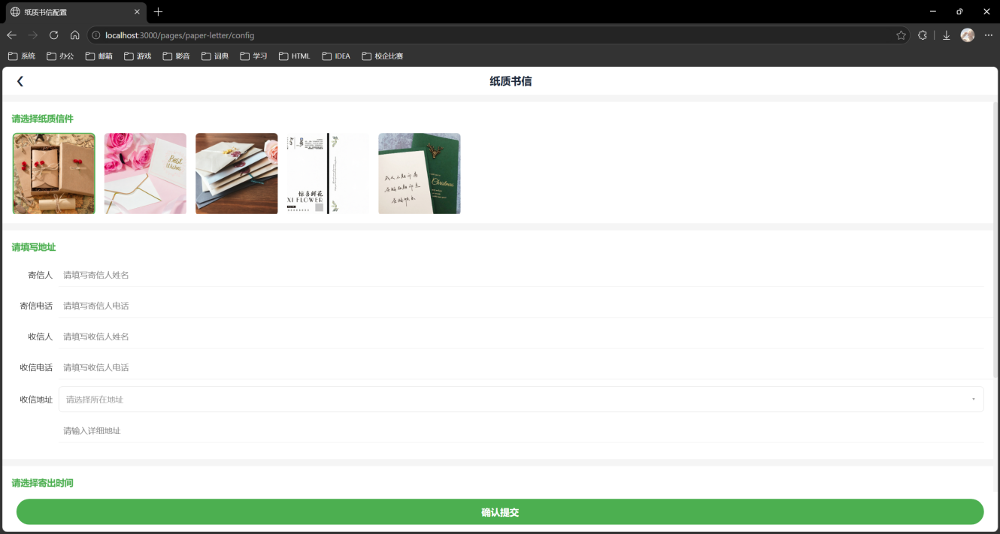 纸质书信配置
localhost:3000/pages/paper-letter/config
系统 办公 邮箱 游戏 影音 词典 学习 HTML IDEA 校企比赛
纸质书信
请选择纸质信件
Best
Wishes
惊喜鲜花
XI FLOWER
Christmas
请填写地址
寄信人 请填写寄信人姓名
寄信电话 请填写寄信人电话
收信人 请填写收信人姓名
收信电话 请填写收信人电话
收信地址 请选择所在地址
请输入详细地址
请选择寄出时间
确认提交